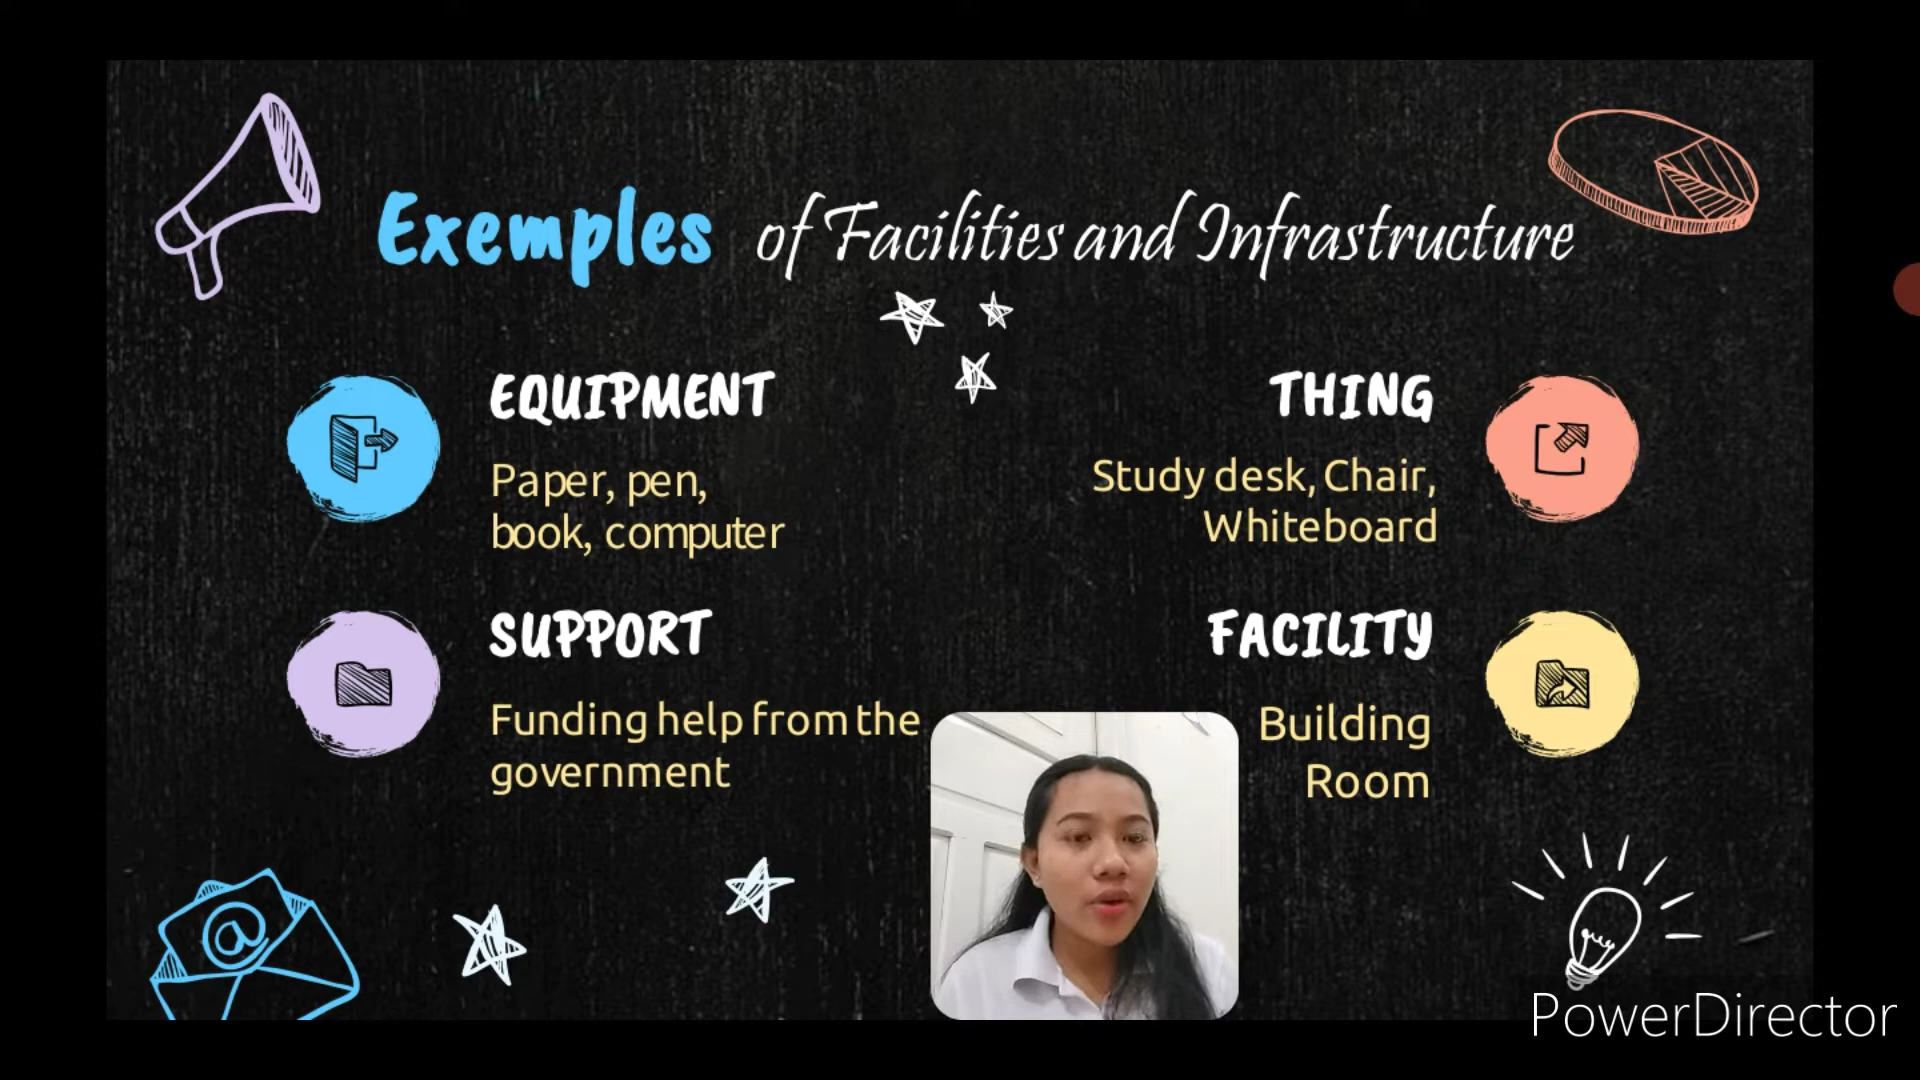 Exemples of Facilities and Infrastructure
EQUIPMENT
Paper, pen,
book, computer
THING
Study desk, Chair,
Whiteboard
SUPPORT
Funding help from the
government
FACILITY
Building
Room
@
PowerDirector